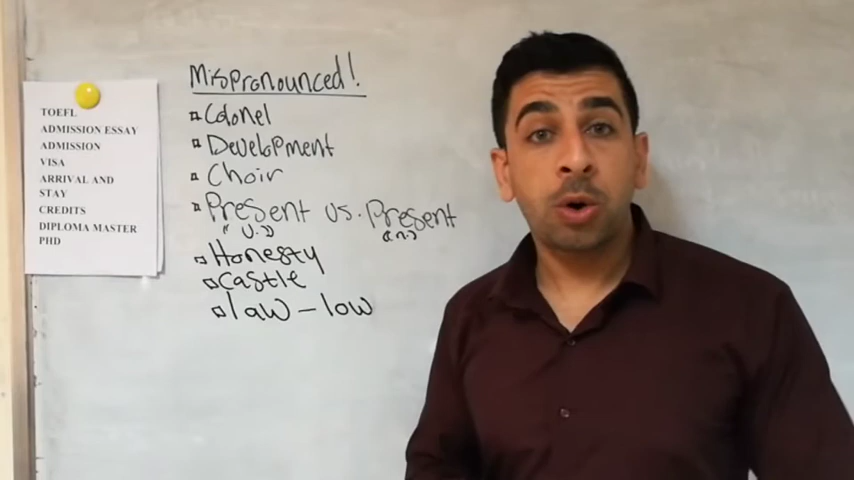 TOEFL
ADMISSION ESSAY
ADMISSION
VISA
ARRIVAL AND
STAY
CREDITS
DIPLOMA MASTER
PHD
Mispronounced!
Colonel
Development
Choir
Present vs. Present
"v.)) ((n.))
Honesty
castle
law - low